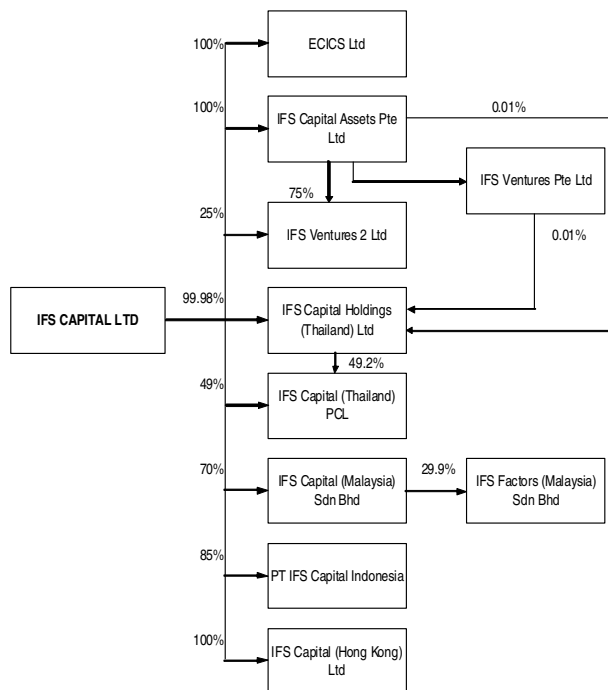 100%
ECICS Ltd
100%
IFS Capital Assets Pte
Ltd
0.01%
75%
IFS Ventures Pte Ltd
25%
IFS Ventures 2 Ltd
0.01%
IFS CAPITAL LTD
99.98%
IFS Capital Holdings
(Thailand) Ltd
49.2%
49%
IFS Capital (Thailand)
PCL
70%
IFS Capital (Malaysia)
Sdn Bhd
29.9%
IFS Factors (Malaysia)
Sdn Bhd
85%
PT IFS Capital Indonesia
100%
IFS Capital (Hong Kong)
Ltd